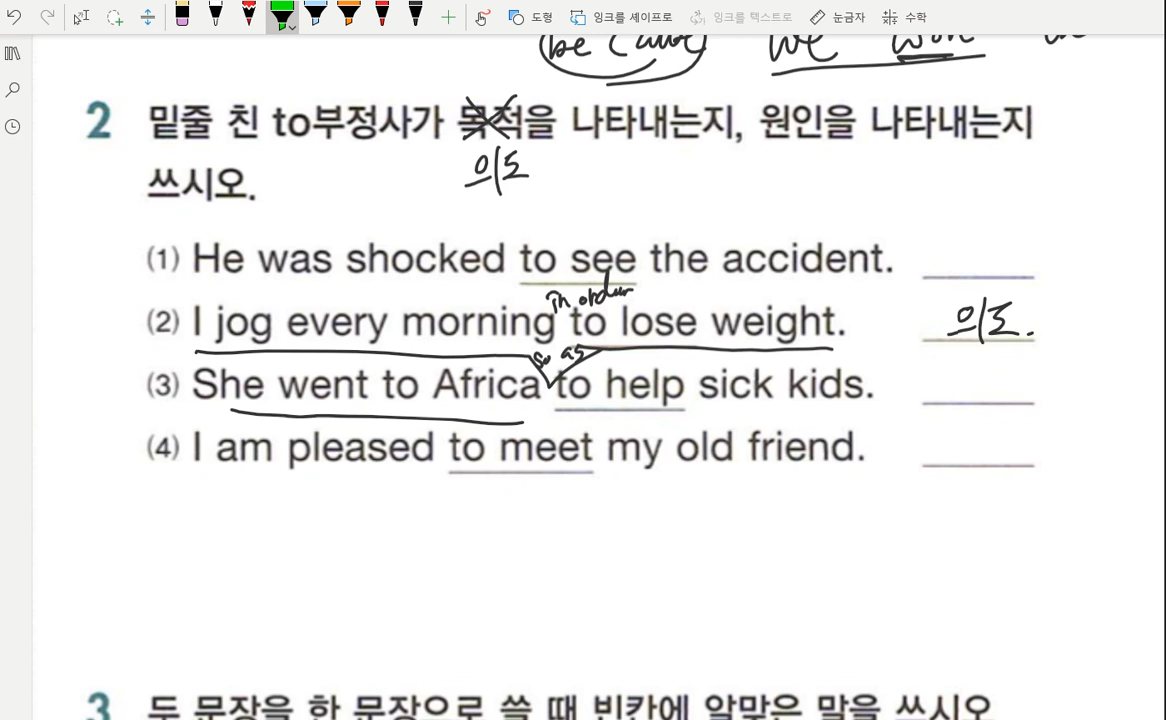 도형 잉크를 셰이프로 잉크를 텍스트로 눈금자 수학
(because) we won
2 밑줄 친 to부정사가 목적을 나타내는지, 원인을 나타내는지
의도
쓰시오.
(1) He was shocked to see the accident.
in order
(2) I jog every morning to lose weight. 의도.
so as
(3) She went to Africa to help sick kids.
(4) I am pleased to meet my old friend.
3 두 문장을 한 문장으로 쓸 때 빈칸에 알맞은 말을 쓰시오